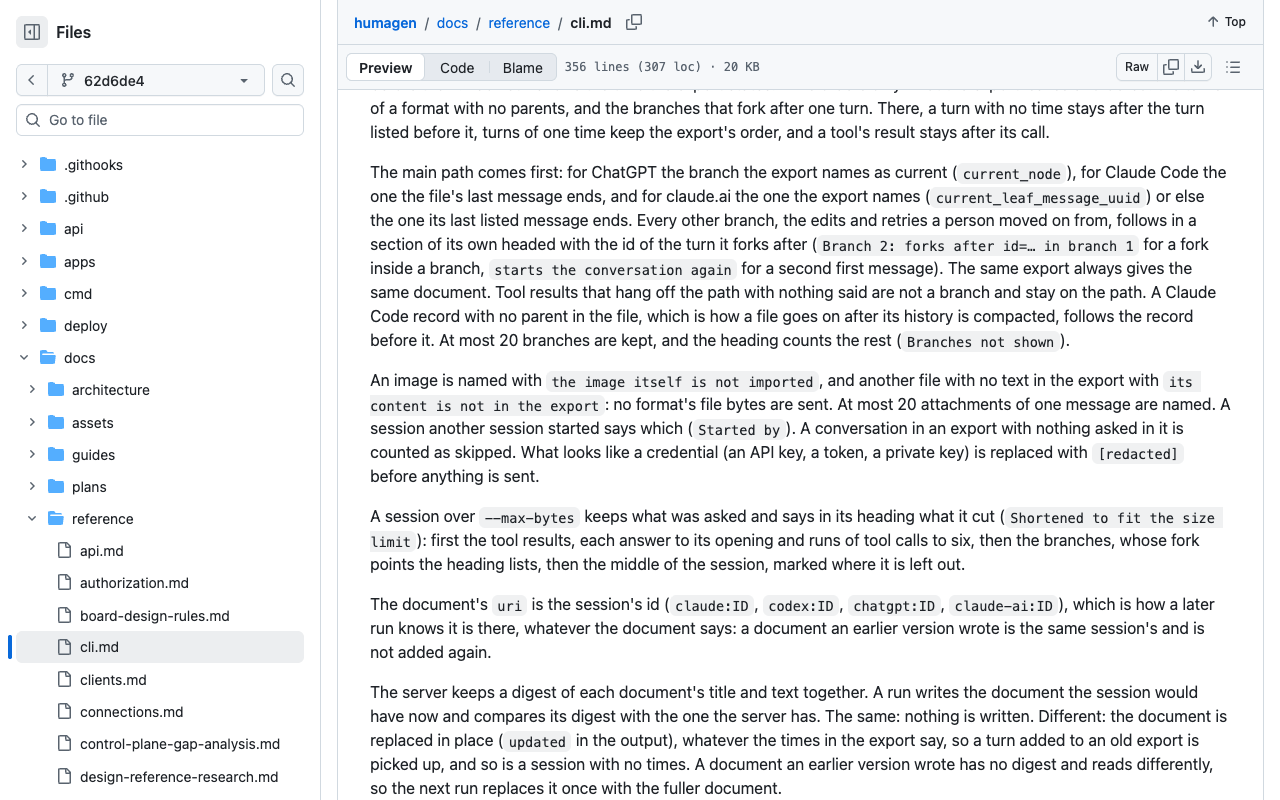 Files
62d6de4
Go to file
.githooks
.github
api
apps
cmd
deploy
docs
architecture
assets
guides
plans
reference
api.md
authorization.md
board-design-rules.md
cli.md
clients.md
connections.md
control-plane-gap-analysis.md
design-reference-research.md
humagen / docs / reference / cli.md
Top
Preview Code Blame 356 lines (307 loc) · 20 KB
Raw
of a format with no parents, and the branches that fork after one turn. There, a turn with no time stays after the turn
listed before it, turns of one time keep the export's order, and a tool's result stays after its call.
The main path comes first: for ChatGPT the branch the export names as current ( current_node ), for Claude Code the
one the file's last message ends, and for claude.ai the one the export names ( current_leaf_message_uuid ) or else
the one its last listed message ends. Every other branch, the edits and retries a person moved on from, follows in a
section of its own headed with the id of the turn it forks after ( Branch 2: forks after id=… in branch 1 for a fork
inside a branch, starts the conversation again for a second first message). The same export always gives the
same document. Tool results that hang off the path with nothing said are not a branch and stay on the path. A Claude
Code record with no parent in the file, which is how a file goes on after its history is compacted, follows the record
before it. At most 20 branches are kept, and the heading counts the rest ( Branches not shown ).
An image is named with the image itself is not imported , and another file with no text in the export with its
content is not in the export : no format's file bytes are sent. At most 20 attachments of one message are named. A
session another session started says which ( Started by ). A conversation in an export with nothing asked in it is
counted as skipped. What looks like a credential (an API key, a token, a private key) is replaced with [redacted]
before anything is sent.
A session over --max-bytes keeps what was asked and says in its heading what it cut ( Shortened to fit the size
limit ): first the tool results, each answer to its opening and runs of tool calls to six, then the branches, whose fork
points the heading lists, then the middle of the session, marked where it is left out.
The document's uri is the session's id ( claude:ID , codex:ID , chatgpt:ID , claude-ai:ID ), which is how a later
run knows it is there, whatever the document says: a document an earlier version wrote is the same session's and is
not added again.
The server keeps a digest of each document's title and text together. A run writes the document the session would
have now and compares its digest with the one the server has. The same: nothing is written. Different: the document is
replaced in place ( updated in the output), whatever the times in the export say, so a turn added to an old export is
picked up, and so is a session with no times. A document an earlier version wrote has no digest and reads differently,
so the next run replaces it once with the fuller document.